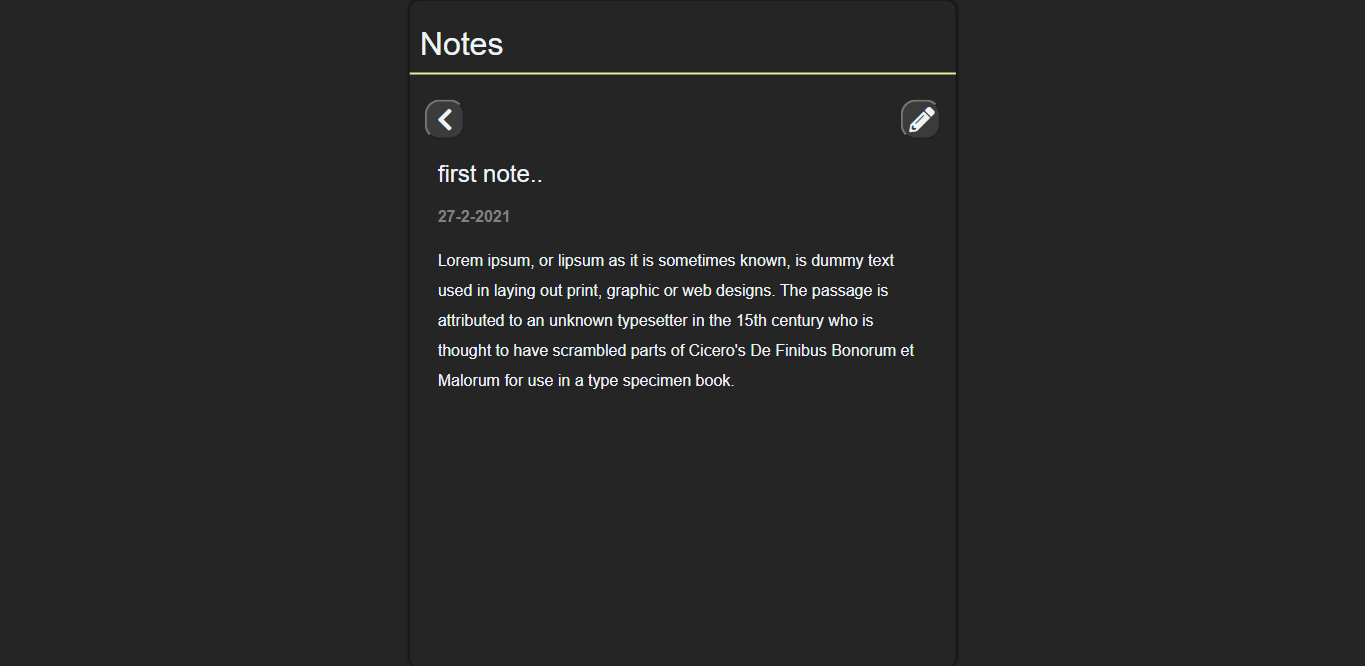 Notes
first note..
27-2-2021
Lorem ipsum, or lipsum as it is sometimes known, is dummy text
used in laying out print, graphic or web designs. The passage is
attributed to an unknown typesetter in the 15th century who is
thought to have scrambled parts of Cicero's De Finibus Bonorum et
Malorum for use in a type specimen book.